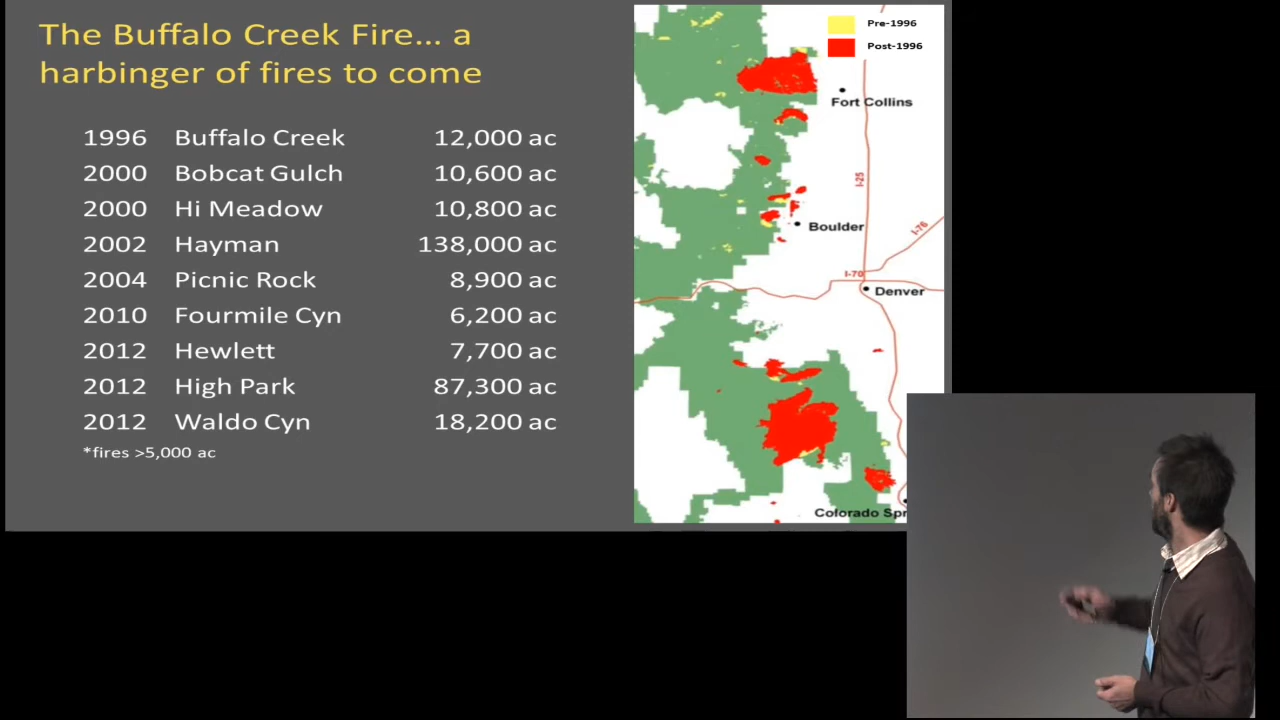 The Buffalo Creek Fire... a
harbinger of fires to come
1996 Buffalo Creek 12,000 ac
2000 Bobcat Gulch 10,600 ac
2000 Hi Meadow 10,800 ac
2002 Hayman 138,000 ac
2004 Picnic Rock 8,900 ac
2010 Fourmile Cyn 6,200 ac
2012 Hewlett 7,700 ac
2012 High Park 87,300 ac
2012 Waldo Cyn 18,200 ac
*fires >5,000 ac
Pre-1996
Post-1996
Fort Collins
I-25
Boulder
I-76
I-70
Denver
Colorado Spr